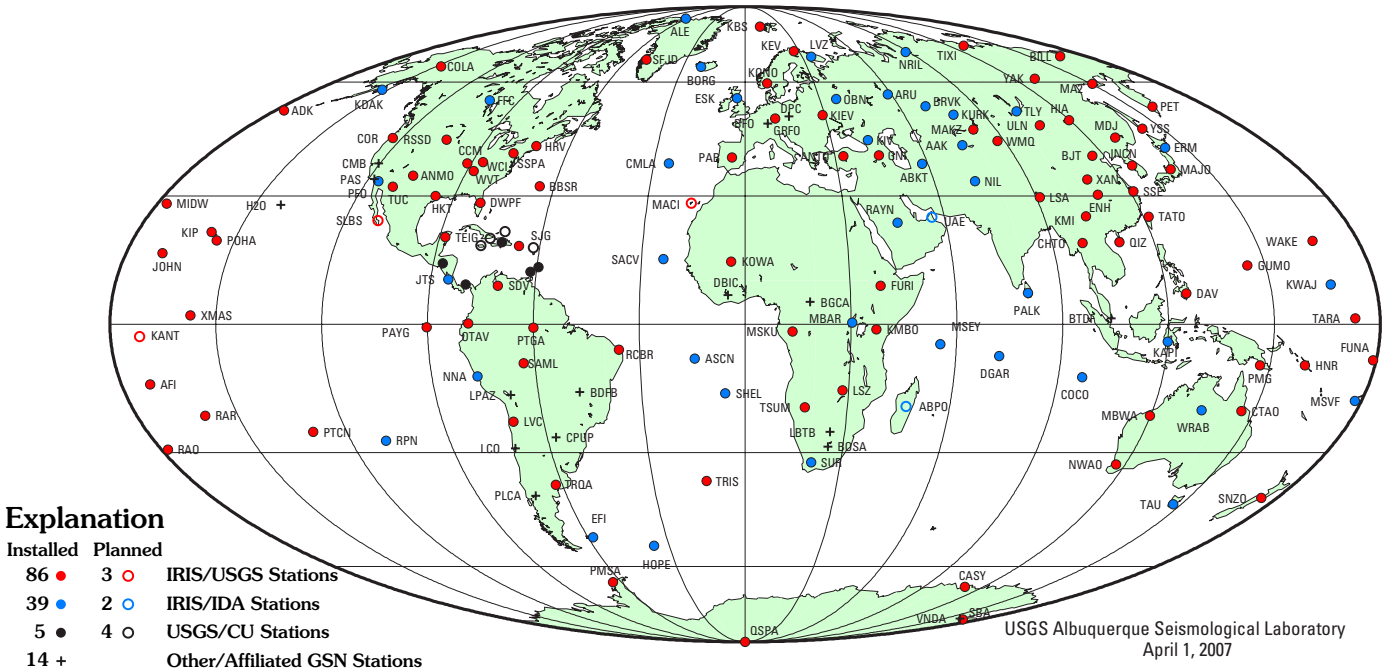 ALE
KBS
KEV
LVZ
NRIL
TIXI
BILL
COLA
SFJD
BORG
KONO
YAK
MA2
PET
ADK
KDAK
FFC
ESK
DPC
OBN
ARU
BRVK
KURK
TLY
HIA
YSS
BFO
GRFO
KIEV
MAKZ
ULN
MDJ
ERM
COR
RSSD
CCM
WCI
HRV
SSPA
CMLA
PAB
ANTO
KIV
GNI
AAK
WMQ
BJT
INCN
MAJO
CMB
PAS
PFO
ANMO
WVT
BBSR
ABKT
NIL
XAN
SSE
TUC
HKT
DWPF
MACI
LSA
ENH
MIDW
H2O
SLBS
RAYN
UAE
KMI
TATO
KIP
POHA
TEIG
SJG
CHTO
QIZ
WAKE
JOHN
SACV
KOWA
GUMO
JTS
SDV
DBIC
BGCA
FURI
PALK
DAV
KWAJ
XMAS
MBAR
BTDF
TARA
KANT
PAYG
OTAV
PTGA
MSKU
KMBO
MSEY
RCBR
ASCN
KAPI
FUNA
AFI
NNA
SAML
DGAR
PMG
HNR
LPAZ
BDFB
SHEL
LSZ
ABPO
COCO
MSVF
RAR
TSUM
MBWA
WRAB
CTAO
RAO
PTCN
RPN
LVC
CPUP
LBTB
LCO
BOSA
SUR
NWAO
PLCA
TRQA
TRIS
TAU
SNZO
EFI
HOPE
PMSA
CASY
VNDA
SBA
QSPA
Explanation
Installed Planned
86 3 IRIS/USGS Stations
39 2 IRIS/IDA Stations
5 4 USGS/CU Stations
14 + Other/Affiliated GSN Stations
USGS Albuquerque Seismological Laboratory
April 1, 2007